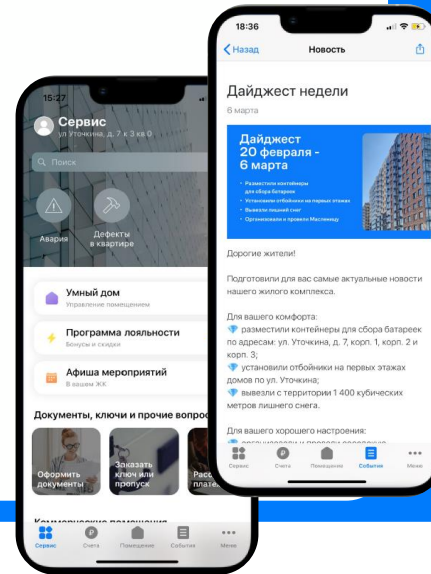 15:27
Сервис
ул Уточкина, д. 7 к 3 кв 0
Поиск
Авария
Дефекты
в квартире
Умный дом
Управление помещением
Программа лояльности
Бонусы и скидки
Афиша мероприятий
В вашем ЖК
Документы, ключи и прочие вопрос
Оформить
документы
Заказать
ключ или
пропуск
Расс
плате
Коммерческие помещения
Сервис
Счета
Помещение
События
Меню
18:36
Назад
Новость
Дайджест недели
6 марта
Дайджест
20 февраля -
6 марта
• Разместили контейнеры
для сбора батареек
• Установили отбойники на первых этажах
• Вывезли лишний снег
• Организовали и провели Масленицу
Дорогие жители!
Подготовили для вас самые актуальные новости
нашего жилого комплекса.
Для вашего комфорта:
💎 разместили контейнеры для сбора батареек
по адресам: ул. Уточкина, д. 7, корп. 1, корп. 2 и
корп. 3;
💎 установили отбойники на первых этажах
домов по ул. Уточкина;
💎 вывезли с территории 1 400 кубических
метров лишнего снега.
Для вашего хорошего настроения:
Сервис
Счета
Помещение
События
Меню